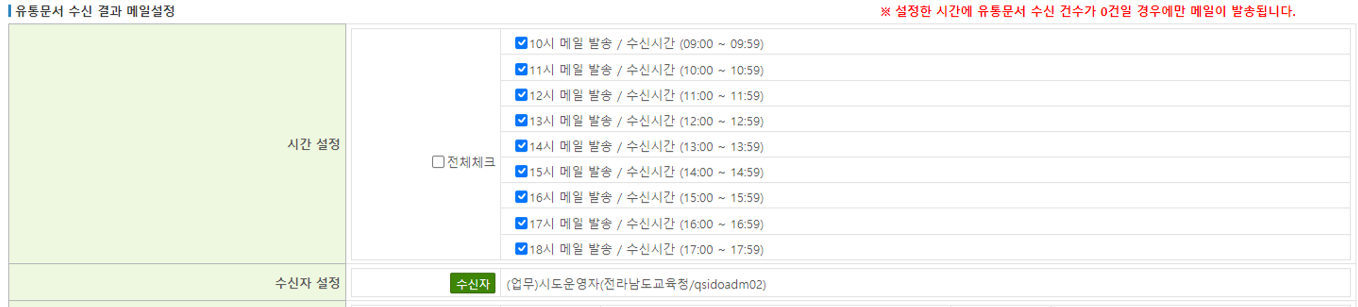 유통문서 수신 결과 메일설정
※ 설정한 시간에 유통문서 수신 건수가 0건일 경우에만 메일이 발송됩니다.
시간 설정
전체체크
10시 메일 발송 / 수신시간 (09:00 ~ 09:59)
11시 메일 발송 / 수신시간 (10:00 ~ 10:59)
12시 메일 발송 / 수신시간 (11:00 ~ 11:59)
13시 메일 발송 / 수신시간 (12:00 ~ 12:59)
14시 메일 발송 / 수신시간 (13:00 ~ 13:59)
15시 메일 발송 / 수신시간 (14:00 ~ 14:59)
16시 메일 발송 / 수신시간 (15:00 ~ 15:59)
17시 메일 발송 / 수신시간 (16:00 ~ 16:59)
18시 메일 발송 / 수신시간 (17:00 ~ 17:59)
수신자 설정
수신자
(업무)시도운영자(전라남도교육청/qsidoadm02)